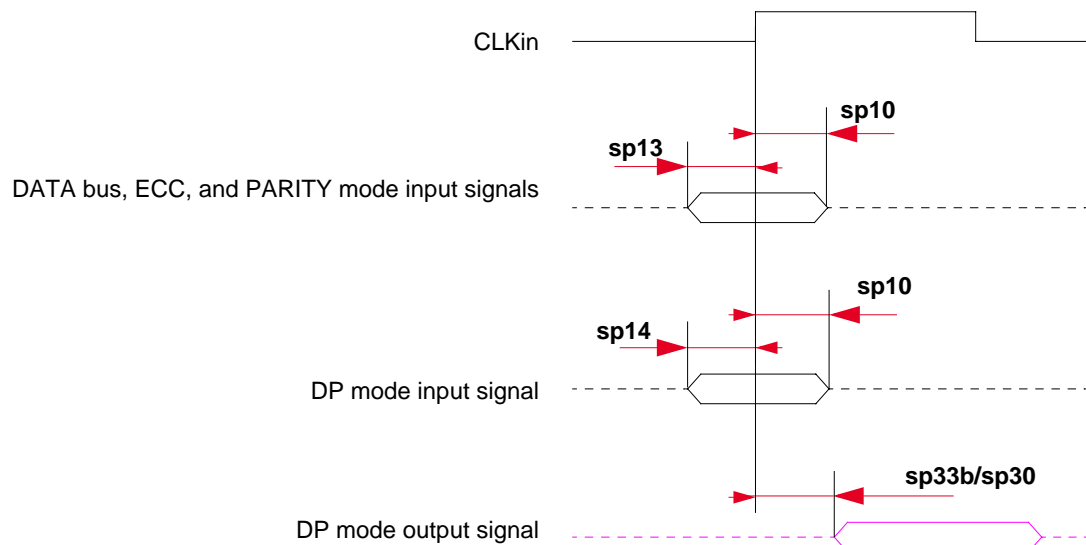 CLKin
sp10
sp13
DATA bus, ECC, and PARITY mode input signals
sp10
sp14
DP mode input signal
sp33b/sp30
DP mode output signal